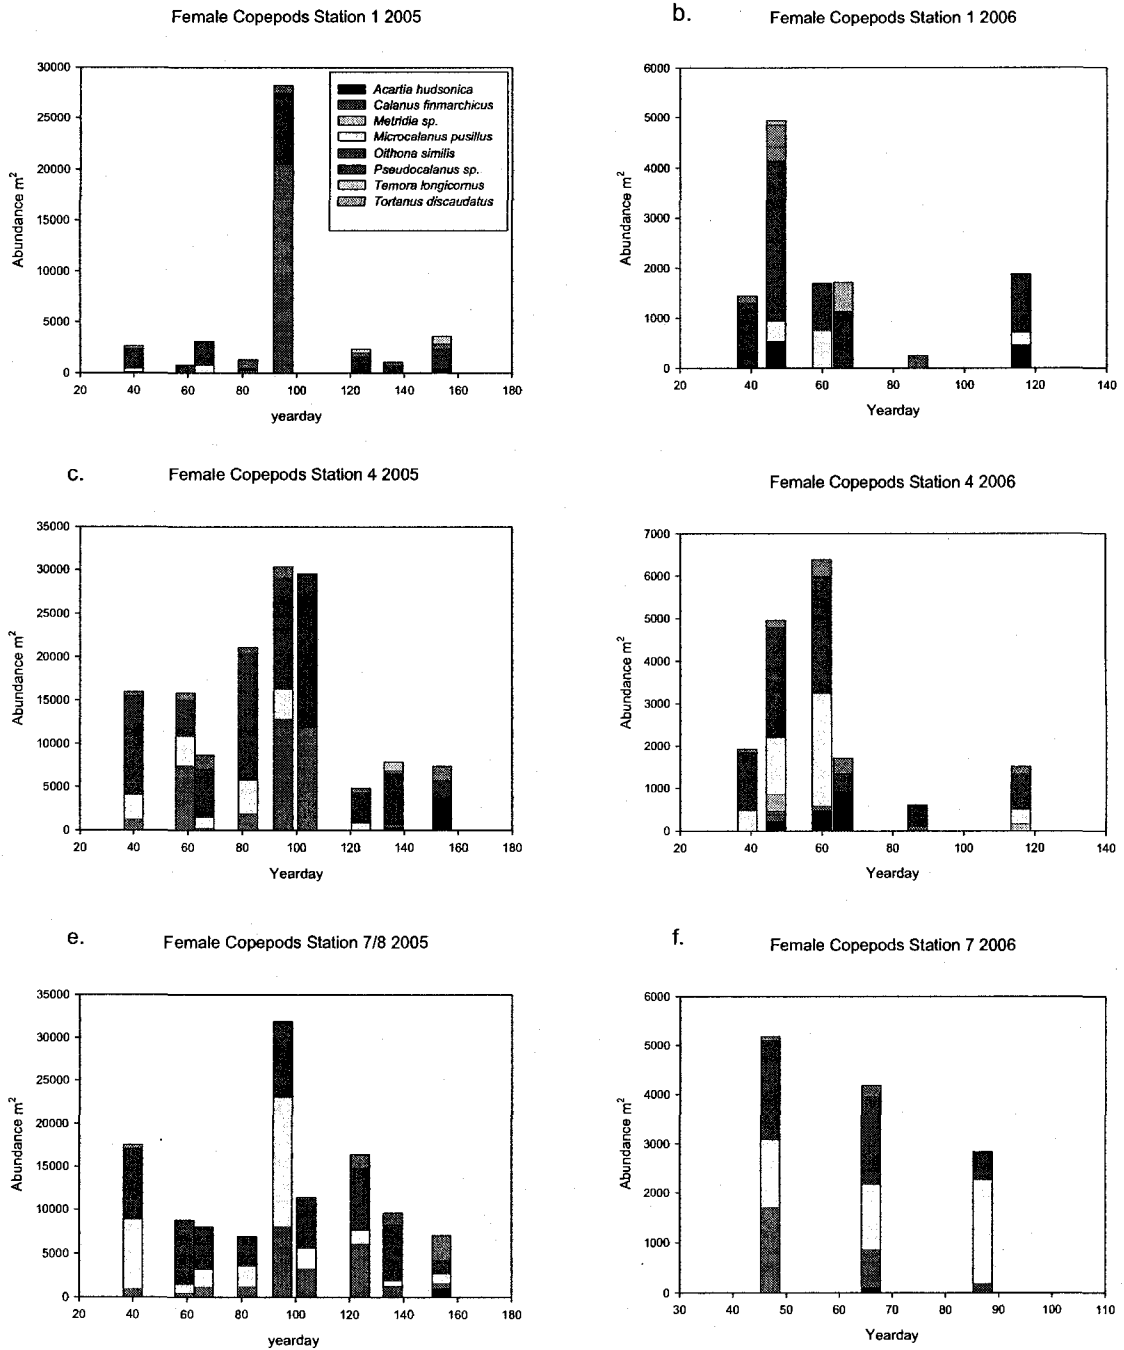 Female Copepods Station 1 2005
30000
25000
20000
15000
10000
5000
0
Abundance m²
20 40 60 80 100 120 140 160 180
yearday
Acartia hudsonica
Calanus finmarchicus
Metridia sp.
Microcalanus pusillus
Oithona similis
Pseudocalanus sp.
Temora longicornus
Tortanus discaudatus
b.
Female Copepods Station 1 2006
6000
5000
4000
3000
2000
1000
0
Abundance m²
20 40 60 80 100 120 140
Yearday
c.
Female Copepods Station 4 2005
35000
30000
25000
20000
15000
10000
5000
0
Abundance m²
20 40 60 80 100 120 140 160 180
Yearday
Female Copepods Station 4 2006
7000
6000
5000
4000
3000
2000
1000
0
Abundance m²
20 40 60 80 100 120 140
Yearday
e.
Female Copepods Station 7/8 2005
35000
30000
25000
20000
15000
10000
5000
0
Abundance m²
20 40 60 80 100 120 140 160 180
yearday
f.
Female Copepods Station 7 2006
6000
5000
4000
3000
2000
1000
0
Abundance m²
30 40 50 60 70 80 90 100 110
Yearday